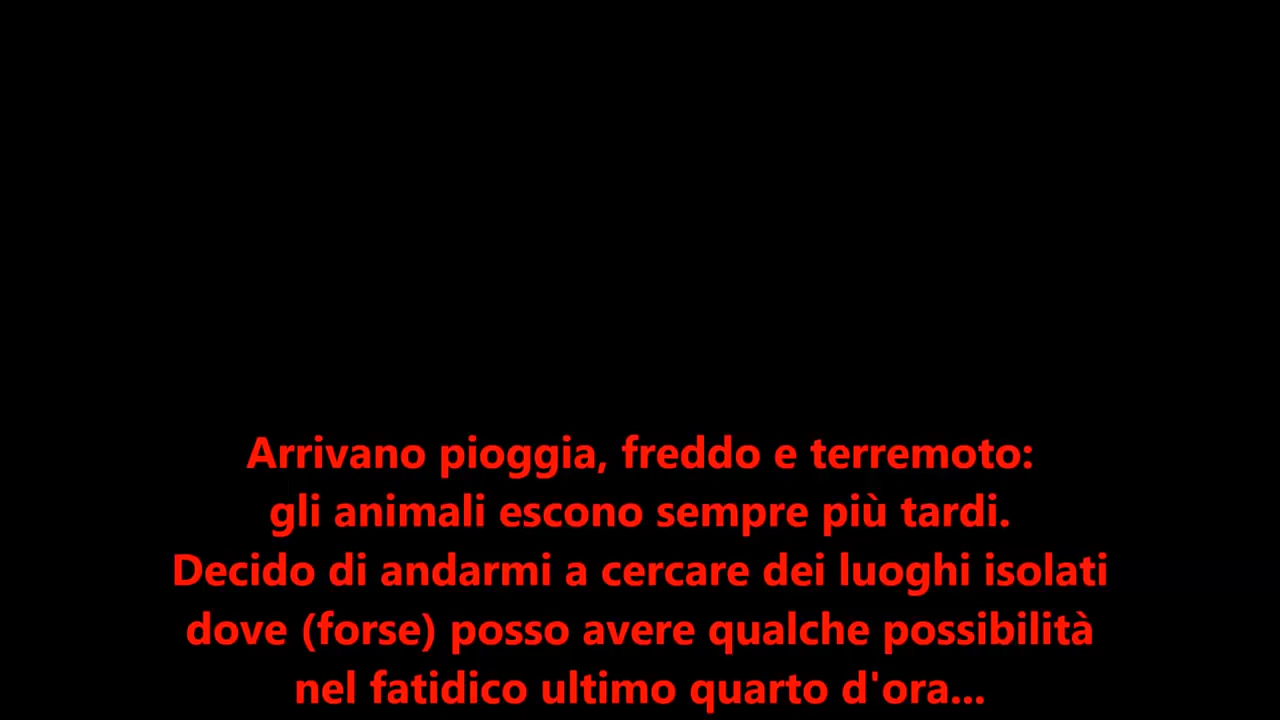 Arrivano pioggia, freddo e terremoto:
gli animali escono sempre più tardi.
Decido di andarmi a cercare dei luoghi isolati
dove (forse) posso avere qualche possibilità
nel fatidico ultimo quarto d'ora...